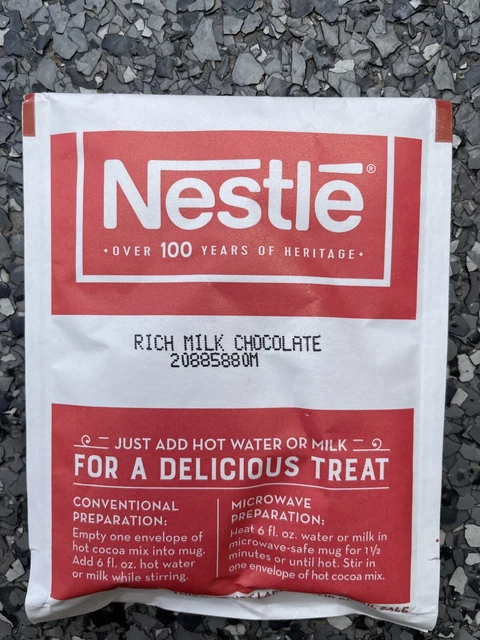 Nestlē®
•OVER 100 YEARS OF HERITAGE•
RICH MILK CHOCOLATE
20885880M
JUST ADD HOT WATER OR MILK
FOR A DELICIOUS TREAT
CONVENTIONAL
PREPARATION:
Empty one envelope of
hot cocoa mix into mug.
Add 6 fl. oz. hot water
or milk while stirring.
MICROWAVE
PREPARATION:
Heat 6 fl. oz. water or milk in
microwave-safe mug for 1½
minutes or until hot. Stir in
one envelope of hot cocoa mix.